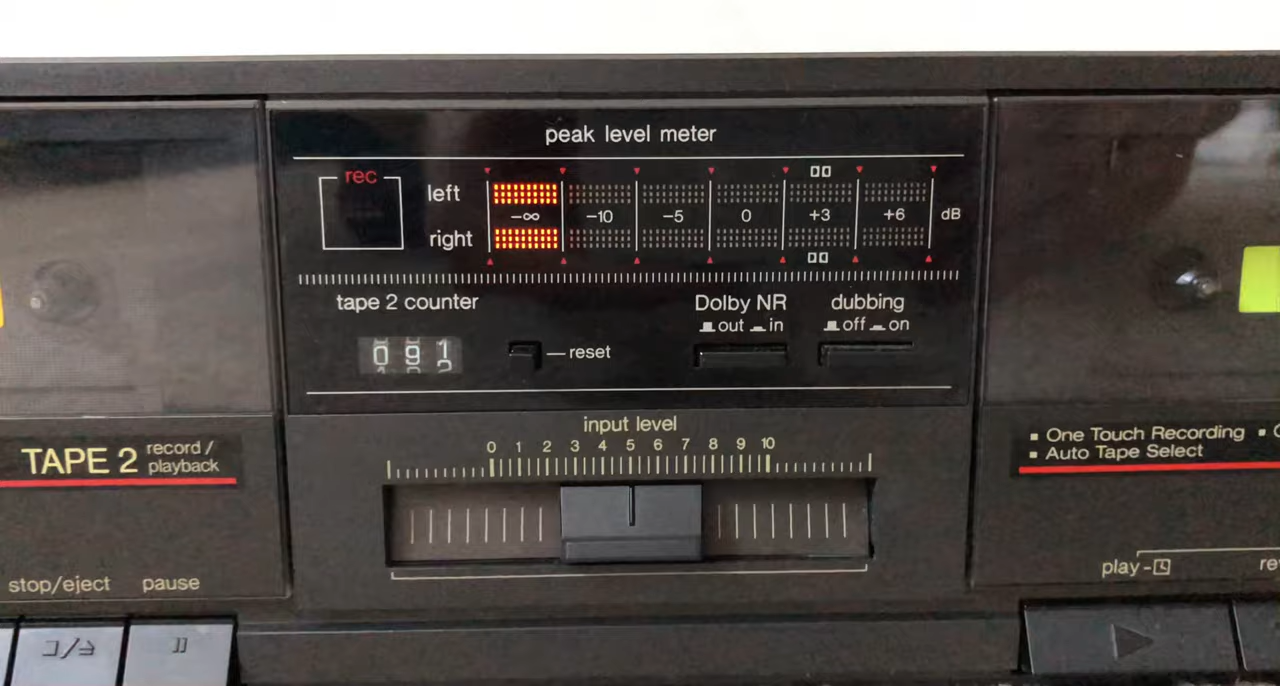 peak level meter
rec
left
-∞ -10 -5 0 +3 +6 dB
right
tape 2 counter
Dolby NR
out in
dubbing
off on
091
reset
input level
0 1 2 3 4 5 6 7 8 9 10
TAPE 2 record/
playback
One Touch Recording
Auto Tape Select
stop/eject pause
play